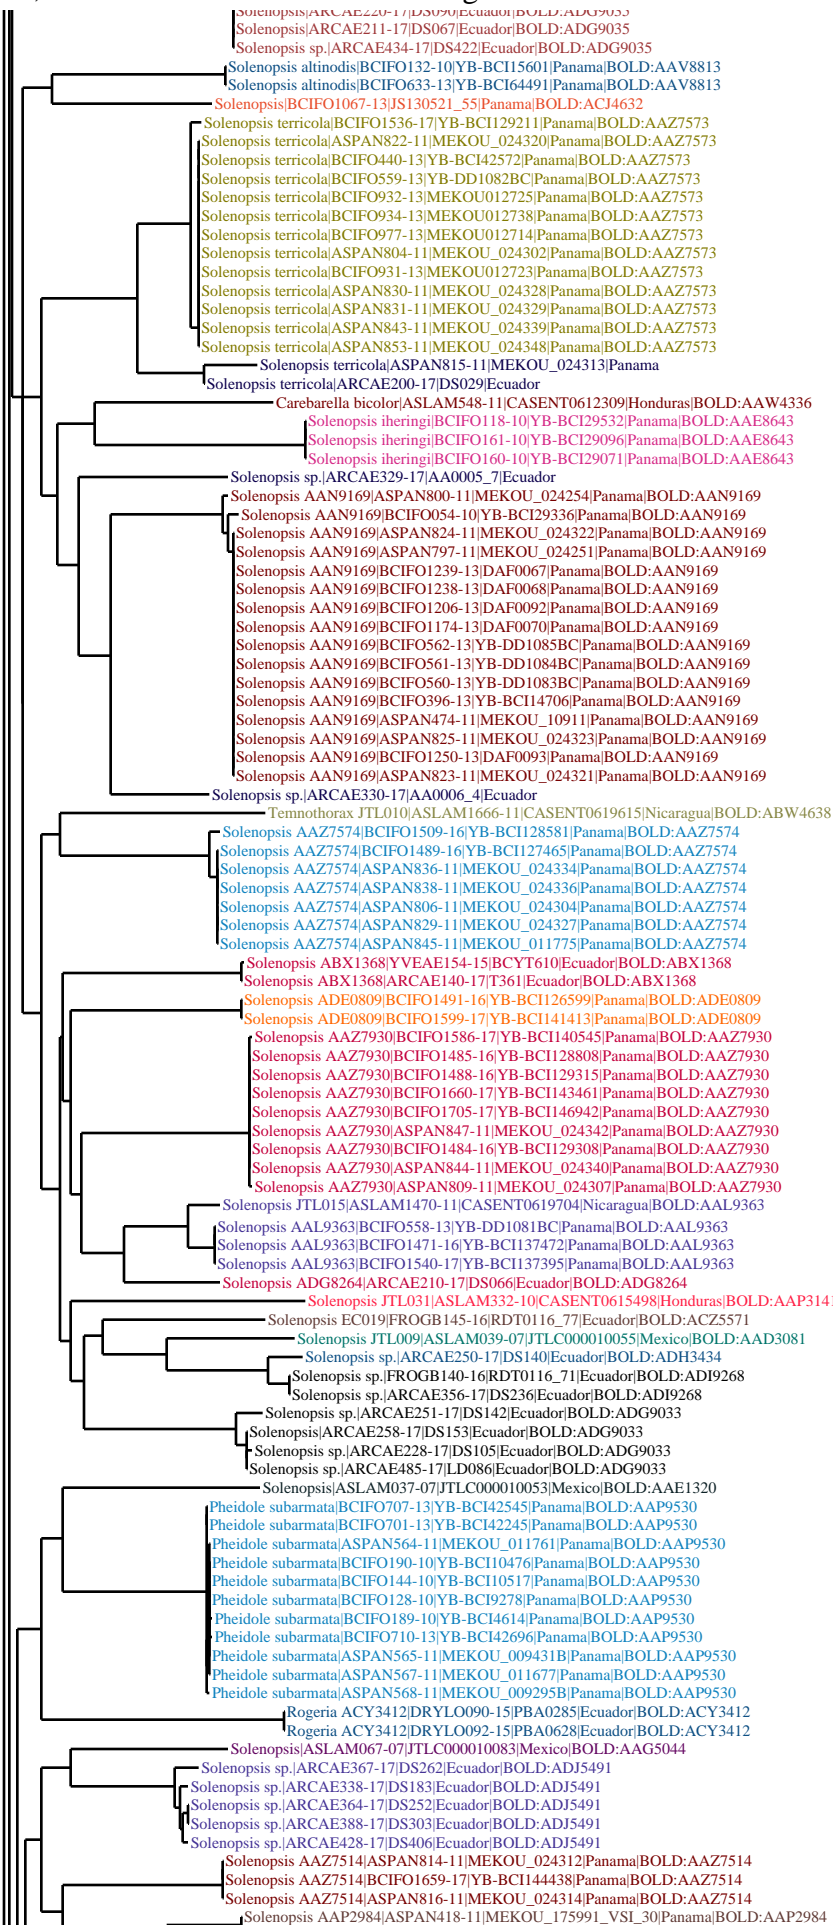 Solenopsis|ARCAE220-17|DS090|Ecuador|BOLD:ADG9035
Solenopsis|ARCAE211-17|DS067|Ecuador|BOLD:ADG9035
Solenopsis sp.|ARCAE434-17|DS422|Ecuador|BOLD:ADG9035
Solenopsis altinodis|BCIFO132-10|YB-BCI15601|Panama|BOLD:AAV8813
Solenopsis altinodis|BCIFO633-13|YB-BCI64491|Panama|BOLD:AAV8813
Solenopsis|BCIFO1067-13|JS130521_55|Panama|BOLD:ACJ4632
Solenopsis terricola|BCIFO1536-17|YB-BCI129211|Panama|BOLD:AAZ7573
Solenopsis terricola|ASPAN822-11|MEKOU_024320|Panama|BOLD:AAZ7573
Solenopsis terricola|BCIFO440-13|YB-BCI42572|Panama|BOLD:AAZ7573
Solenopsis terricola|BCIFO559-13|YB-DD1082BC|Panama|BOLD:AAZ7573
Solenopsis terricola|BCIFO932-13|MEKOU012725|Panama|BOLD:AAZ7573
Solenopsis terricola|BCIFO934-13|MEKOU012738|Panama|BOLD:AAZ7573
Solenopsis terricola|BCIFO977-13|MEKOU012714|Panama|BOLD:AAZ7573
Solenopsis terricola|ASPAN804-11|MEKOU_024302|Panama|BOLD:AAZ7573
Solenopsis terricola|BCIFO931-13|MEKOU012723|Panama|BOLD:AAZ7573
Solenopsis terricola|ASPAN830-11|MEKOU_024328|Panama|BOLD:AAZ7573
Solenopsis terricola|ASPAN831-11|MEKOU_024329|Panama|BOLD:AAZ7573
Solenopsis terricola|ASPAN843-11|MEKOU_024339|Panama|BOLD:AAZ7573
Solenopsis terricola|ASPAN853-11|MEKOU_024348|Panama|BOLD:AAZ7573
Solenopsis terricola|ASPAN815-11|MEKOU_024313|Panama
Solenopsis terricola|ARCAE200-17|DS029|Ecuador
Carebarella bicolor|ASLAM548-11|CASENT0612309|Honduras|BOLD:AAW4336
Solenopsis iheringi|BCIFO118-10|YB-BCI29532|Panama|BOLD:AAE8643
Solenopsis iheringi|BCIFO161-10|YB-BCI29096|Panama|BOLD:AAE8643
Solenopsis iheringi|BCIFO160-10|YB-BCI29071|Panama|BOLD:AAE8643
Solenopsis sp.|ARCAE329-17|AA0005_7|Ecuador
Solenopsis AAN9169|ASPAN800-11|MEKOU_024254|Panama|BOLD:AAN9169
Solenopsis AAN9169|BCIFO054-10|YB-BCI29336|Panama|BOLD:AAN9169
Solenopsis AAN9169|ASPAN824-11|MEKOU_024322|Panama|BOLD:AAN9169
Solenopsis AAN9169|ASPAN797-11|MEKOU_024251|Panama|BOLD:AAN9169
Solenopsis AAN9169|BCIFO1239-13|DAF0067|Panama|BOLD:AAN9169
Solenopsis AAN9169|BCIFO1238-13|DAF0068|Panama|BOLD:AAN9169
Solenopsis AAN9169|BCIFO1206-13|DAF0092|Panama|BOLD:AAN9169
Solenopsis AAN9169|BCIFO1174-13|DAF0070|Panama|BOLD:AAN9169
Solenopsis AAN9169|BCIFO562-13|YB-DD1085BC|Panama|BOLD:AAN9169
Solenopsis AAN9169|BCIFO561-13|YB-DD1084BC|Panama|BOLD:AAN9169
Solenopsis AAN9169|BCIFO560-13|YB-DD1083BC|Panama|BOLD:AAN9169
Solenopsis AAN9169|BCIFO396-13|YB-BCI14706|Panama|BOLD:AAN9169
Solenopsis AAN9169|ASPAN474-11|MEKOU_10911|Panama|BOLD:AAN9169
Solenopsis AAN9169|ASPAN825-11|MEKOU_024323|Panama|BOLD:AAN9169
Solenopsis AAN9169|BCIFO1250-13|DAF0093|Panama|BOLD:AAN9169
Solenopsis AAN9169|ASPAN823-11|MEKOU_024321|Panama|BOLD:AAN9169
Solenopsis sp.|ARCAE330-17|AA0006_4|Ecuador
Temnothorax JTL010|ASLAM1666-11|CASENT0619615|Nicaragua|BOLD:ABW4638
Solenopsis AAZ7574|BCIFO1509-16|YB-BCI128581|Panama|BOLD:AAZ7574
Solenopsis AAZ7574|BCIFO1489-16|YB-BCI127465|Panama|BOLD:AAZ7574
Solenopsis AAZ7574|ASPAN836-11|MEKOU_024334|Panama|BOLD:AAZ7574
Solenopsis AAZ7574|ASPAN838-11|MEKOU_024336|Panama|BOLD:AAZ7574
Solenopsis AAZ7574|ASPAN806-11|MEKOU_024304|Panama|BOLD:AAZ7574
Solenopsis AAZ7574|ASPAN829-11|MEKOU_024327|Panama|BOLD:AAZ7574
Solenopsis AAZ7574|ASPAN845-11|MEKOU_011775|Panama|BOLD:AAZ7574
Solenopsis ABX1368|YVEAE154-15|BCYT610|Ecuador|BOLD:ABX1368
Solenopsis ABX1368|ARCAE140-17|T361|Ecuador|BOLD:ABX1368
Solenopsis ADE0809|BCIFO1491-16|YB-BCI126599|Panama|BOLD:ADE0809
Solenopsis ADE0809|BCIFO1599-17|YB-BCI141413|Panama|BOLD:ADE0809
Solenopsis AAZ7930|BCIFO1586-17|YB-BCI140545|Panama|BOLD:AAZ7930
Solenopsis AAZ7930|BCIFO1485-16|YB-BCI128808|Panama|BOLD:AAZ7930
Solenopsis AAZ7930|BCIFO1488-16|YB-BCI129315|Panama|BOLD:AAZ7930
Solenopsis AAZ7930|BCIFO1660-17|YB-BCI143461|Panama|BOLD:AAZ7930
Solenopsis AAZ7930|BCIFO1705-17|YB-BCI146942|Panama|BOLD:AAZ7930
Solenopsis AAZ7930|ASPAN847-11|MEKOU_024342|Panama|BOLD:AAZ7930
Solenopsis AAZ7930|BCIFO1484-16|YB-BCI129308|Panama|BOLD:AAZ7930
Solenopsis AAZ7930|ASPAN844-11|MEKOU_024340|Panama|BOLD:AAZ7930
Solenopsis AAZ7930|ASPAN809-11|MEKOU_024307|Panama|BOLD:AAZ7930
Solenopsis JTL015|ASLAM1470-11|CASENT0619704|Nicaragua|BOLD:AAL9363
Solenopsis AAL9363|BCIFO558-13|YB-DD1081BC|Panama|BOLD:AAL9363
Solenopsis AAL9363|BCIFO1471-16|YB-BCI137472|Panama|BOLD:AAL9363
Solenopsis AAL9363|BCIFO1540-17|YB-BCI137395|Panama|BOLD:AAL9363
Solenopsis ADG8264|ARCAE210-17|DS066|Ecuador|BOLD:ADG8264
Solenopsis JTL031|ASLAM332-10|CASENT0615498|Honduras|BOLD:AAP3141
Solenopsis EC019|FROGB145-16|RDT0116_77|Ecuador|BOLD:ACZ5571
Solenopsis JTL009|ASLAM039-07|JTLC000010055|Mexico|BOLD:AAD3081
Solenopsis sp.|ARCAE250-17|DS140|Ecuador|BOLD:ADH3434
Solenopsis sp.|FROGB140-16|RDT0116_71|Ecuador|BOLD:ADI9268
Solenopsis sp.|ARCAE356-17|DS236|Ecuador|BOLD:ADI9268
Solenopsis sp.|ARCAE251-17|DS142|Ecuador|BOLD:ADG9033
Solenopsis|ARCAE258-17|DS153|Ecuador|BOLD:ADG9033
Solenopsis sp.|ARCAE228-17|DS105|Ecuador|BOLD:ADG9033
Solenopsis sp.|ARCAE485-17|LD086|Ecuador|BOLD:ADG9033
Solenopsis|ASLAM037-07|JTLC000010053|Mexico|BOLD:AAE1320
Pheidole subarmata|BCIFO707-13|YB-BCI42545|Panama|BOLD:AAP9530
Pheidole subarmata|BCIFO701-13|YB-BCI42245|Panama|BOLD:AAP9530
Pheidole subarmata|ASPAN564-11|MEKOU_011761|Panama|BOLD:AAP9530
Pheidole subarmata|BCIFO190-10|YB-BCI10476|Panama|BOLD:AAP9530
Pheidole subarmata|BCIFO144-10|YB-BCI10517|Panama|BOLD:AAP9530
Pheidole subarmata|BCIFO128-10|YB-BCI9278|Panama|BOLD:AAP9530
Pheidole subarmata|BCIFO189-10|YB-BCI4614|Panama|BOLD:AAP9530
Pheidole subarmata|BCIFO710-13|YB-BCI42696|Panama|BOLD:AAP9530
Pheidole subarmata|ASPAN565-11|MEKOU_009431B|Panama|BOLD:AAP9530
Pheidole subarmata|ASPAN567-11|MEKOU_011677|Panama|BOLD:AAP9530
Pheidole subarmata|ASPAN568-11|MEKOU_009295B|Panama|BOLD:AAP9530
Rogeria ACY3412|DRYLO090-15|PBA0285|Ecuador|BOLD:ACY3412
Rogeria ACY3412|DRYLO092-15|PBA0628|Ecuador|BOLD:ACY3412
Solenopsis|ASLAM067-07|JTLC000010083|Mexico|BOLD:AAG5044
Solenopsis sp.|ARCAE367-17|DS262|Ecuador|BOLD:ADJ5491
Solenopsis sp.|ARCAE338-17|DS183|Ecuador|BOLD:ADJ5491
Solenopsis sp.|ARCAE364-17|DS252|Ecuador|BOLD:ADJ5491
Solenopsis sp.|ARCAE388-17|DS303|Ecuador|BOLD:ADJ5491
Solenopsis sp.|ARCAE428-17|DS406|Ecuador|BOLD:ADJ5491
Solenopsis AAZ7514|ASPAN814-11|MEKOU_024312|Panama|BOLD:AAZ7514
Solenopsis AAZ7514|BCIFO1659-17|YB-BCI144438|Panama|BOLD:AAZ7514
Solenopsis AAZ7514|ASPAN816-11|MEKOU_024314|Panama|BOLD:AAZ7514
Solenopsis AAP2984|ASPAN418-11|MEKOU_175991_VSI_30|Panama|BOLD:AAP2984